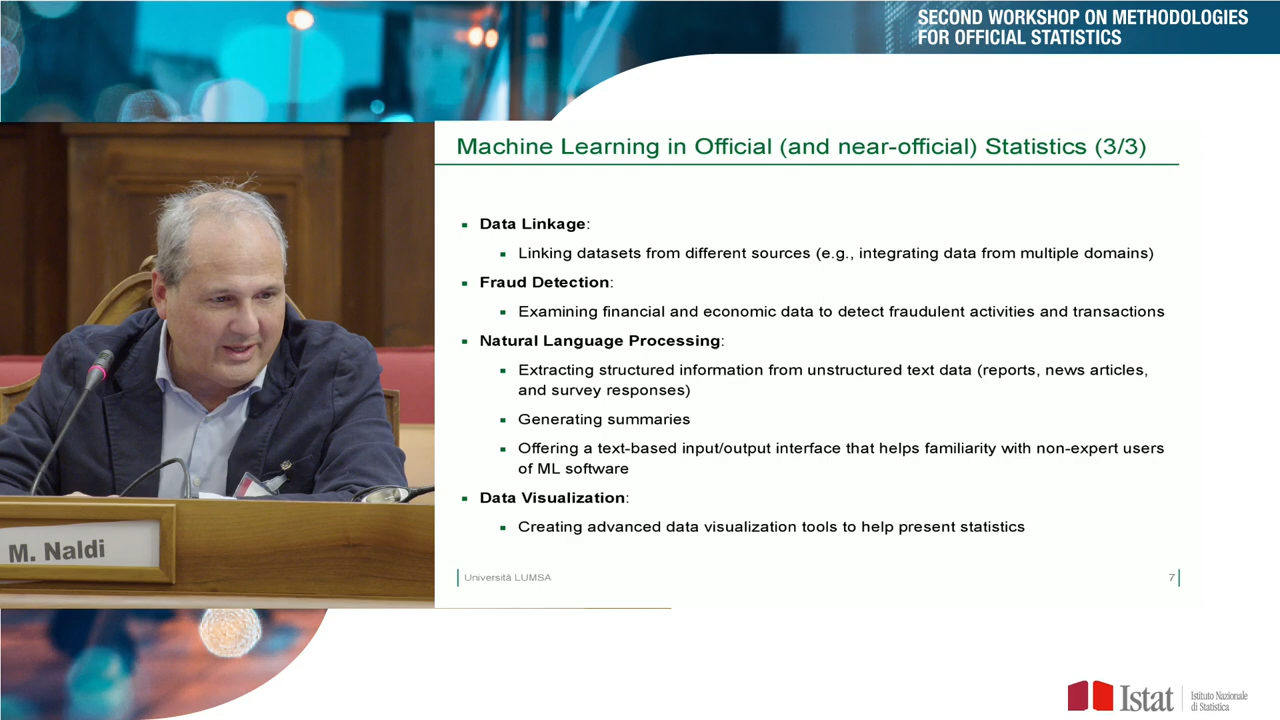 SECOND WORKSHOP ON METHODOLOGIES
FOR OFFICIAL STATISTICS
Machine Learning in Official (and near-official) Statistics (3/3)
Data Linkage:
Linking datasets from different sources (e.g., integrating data from multiple domains)
Fraud Detection:
Examining financial and economic data to detect fraudulent activities and transactions
Natural Language Processing:
Extracting structured information from unstructured text data (reports, news articles,
and survey responses)
Generating summaries
Offering a text-based input/output interface that helps familiarity with non-expert users
of ML software
Data Visualization:
Creating advanced data visualization tools to help present statistics
Università LUMSA
7
M. Naldi
Istat
Istituto Nazionale
di Statistica